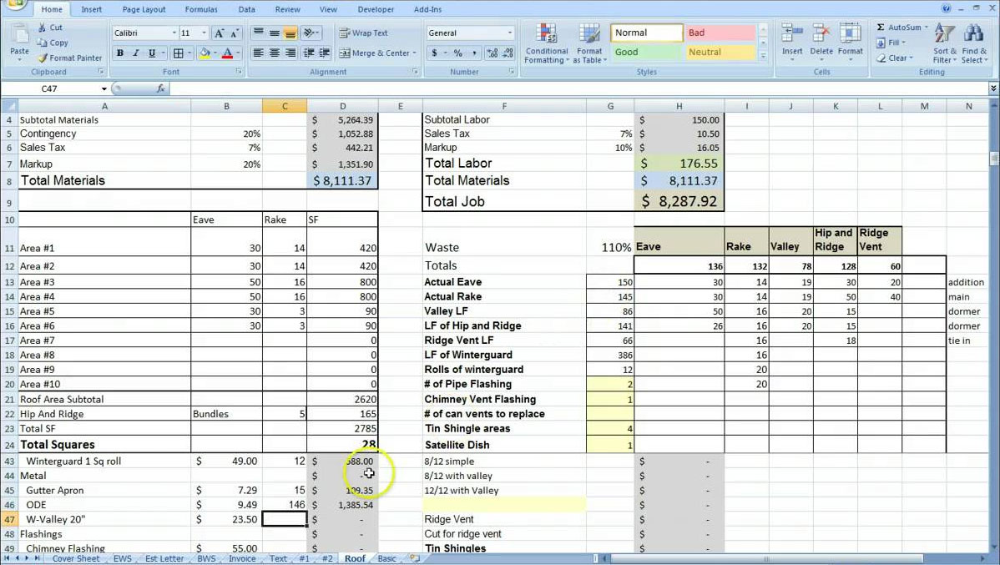 Home Insert Page Layout Formulas Data Review View Developer Add-Ins
Paste Cut Copy Format Painter Clipboard
Calibri 11 A A B I U A Font
Wrap Text Merge & Center Alignment
General $ % , Number
Conditional Formatting Format as Table Normal Bad Good Neutral Styles
Insert Delete Format Cells
Σ AutoSum Fill Clear Sort & Filter Find & Select Editing
C47 fx
A B C D E F G H I J K L M N
4 Subtotal Materials $ 5,264.39 Subtotal Labor $ 150.00
5 Contingency 20% $ 1,052.88 Sales Tax 7% $ 10.50
6 Sales Tax 7% $ 442.21 Markup 10% $ 16.05
7 Markup 20% $ 1,351.90 Total Labor $ 176.55
8 Total Materials $ 8,111.37 Total Materials $ 8,111.37
9 Total Job $ 8,287.92
10 Eave Rake SF
11 Area #1 30 14 420 Waste 110% Eave Rake Valley Hip and Ridge Ridge Vent
12 Area #2 30 14 420 Totals 136 132 78 128 60
13 Area #3 50 16 800 Actual Eave 150 30 14 19 30 20 addition
14 Area #4 50 16 800 Actual Rake 145 30 14 19 50 40 main
15 Area #5 30 3 90 Valley LF 86 50 16 20 15 dormer
16 Area #6 30 3 90 LF of Hip and Ridge 141 26 16 20 15 dormer
17 Area #7 0 Ridge Vent LF 66 16 18 tie in
18 Area #8 0 LF of Winterguard 386 16
19 Area #9 0 Rolls of winterguard 12 20
20 Area #10 0 # of Pipe Flashing 2 20
21 Roof Area Subtotal 2620 Chimney Vent Flashing 1
22 Hip And Ridge Bundles 5 165 # of can vents to replace
23 Total SF 2785 Tin Shingle areas 4
24 Total Squares 28 Satellite Dish 1
43 Winterguard 1 Sq roll $ 49.00 12 $ 588.00 8/12 simple $ -
44 Metal $ - 8/12 with valley $ -
45 Gutter Apron $ 7.29 15 $ 109.35 12/12 with Valley $ -
46 ODE $ 9.49 146 $ 1,385.54 $ -
47 W-Valley 20" $ 23.50 $ - Ridge Vent $ -
48 Flashings $ - Cut for ridge vent $ -
49 Chimney Flashing $ 55.00 $ - Tin Shingles $ -
Cover Sheet EWS Est Letter BWS Invoice Text #1 #2 Roof Basic